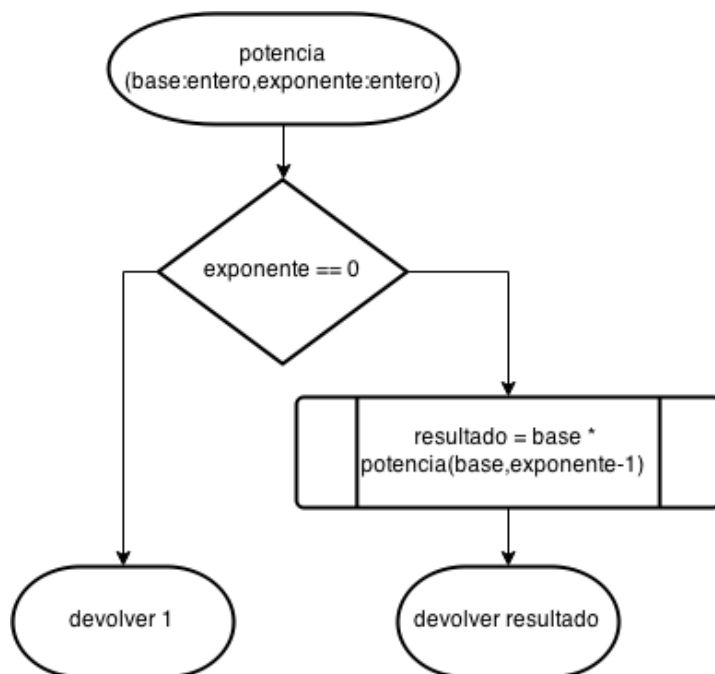 potencia
(base:entero,exponente:entero)
exponente == 0
resultado = base *
potencia(base,exponente-1)
devolver 1
devolver resultado